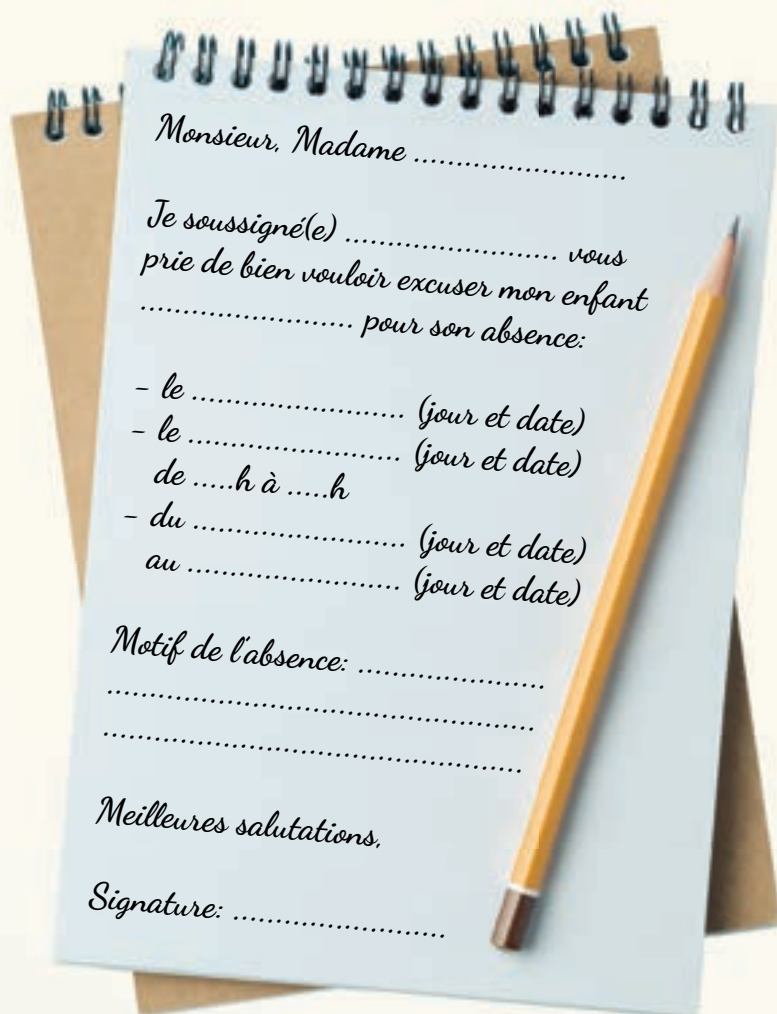 Monsieur, Madame ..........................
Je soussigné(e) .......................... vous
prie de bien vouloir excuser mon enfant
.......................... pour son absence:
- le .......................... (jour et date)
- le .......................... (jour et date)
de .....h à .....h
- du .......................... (jour et date)
au .......................... (jour et date)
Motif de l'absence: .......................
....................................................
...................................................
Meilleures salutations,
Signature: ..........................